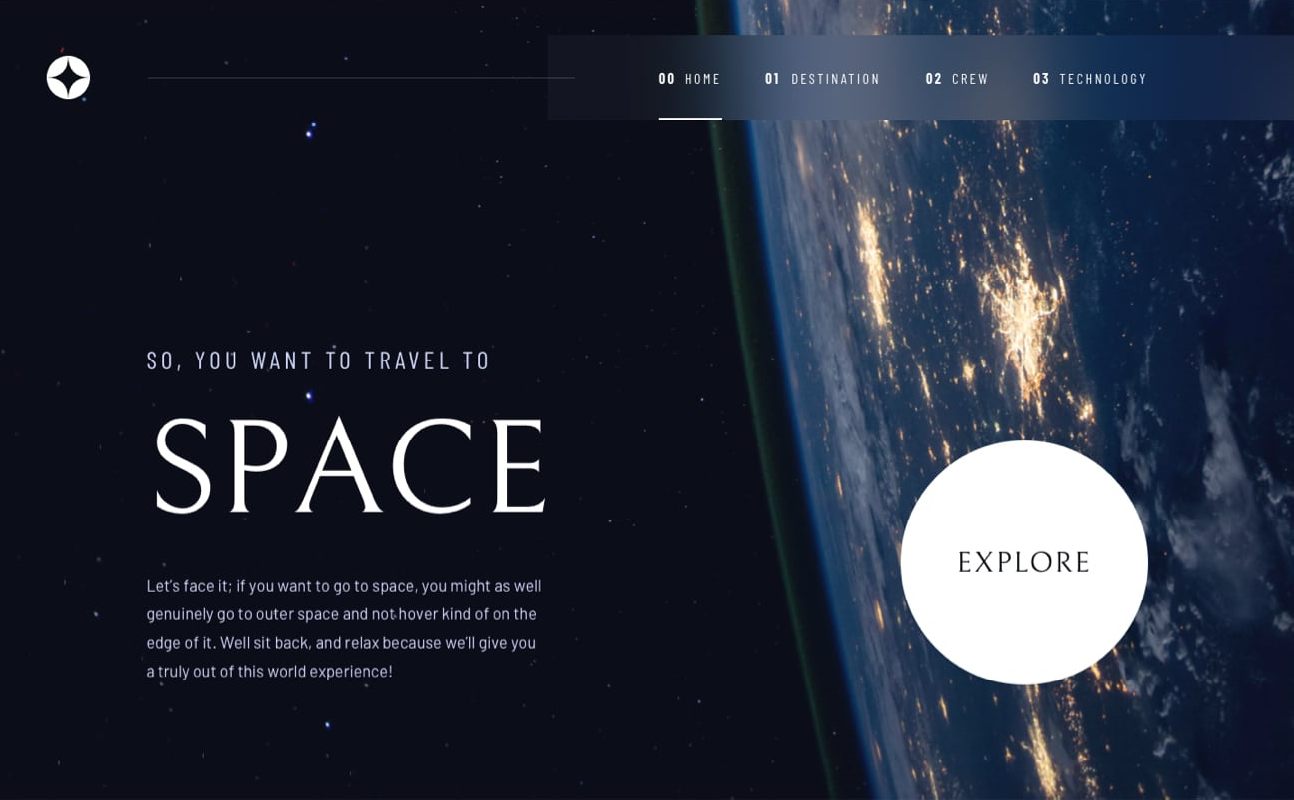 00 HOME 01 DESTINATION 02 CREW 03 TECHNOLOGY
SO, YOU WANT TO TRAVEL TO
SPACE
Let's face it; if you want to go to space, you might as well
genuinely go to outer space and not hover kind of on the
edge of it. Well sit back, and relax because we'll give you
a truly out of this world experience!
EXPLORE